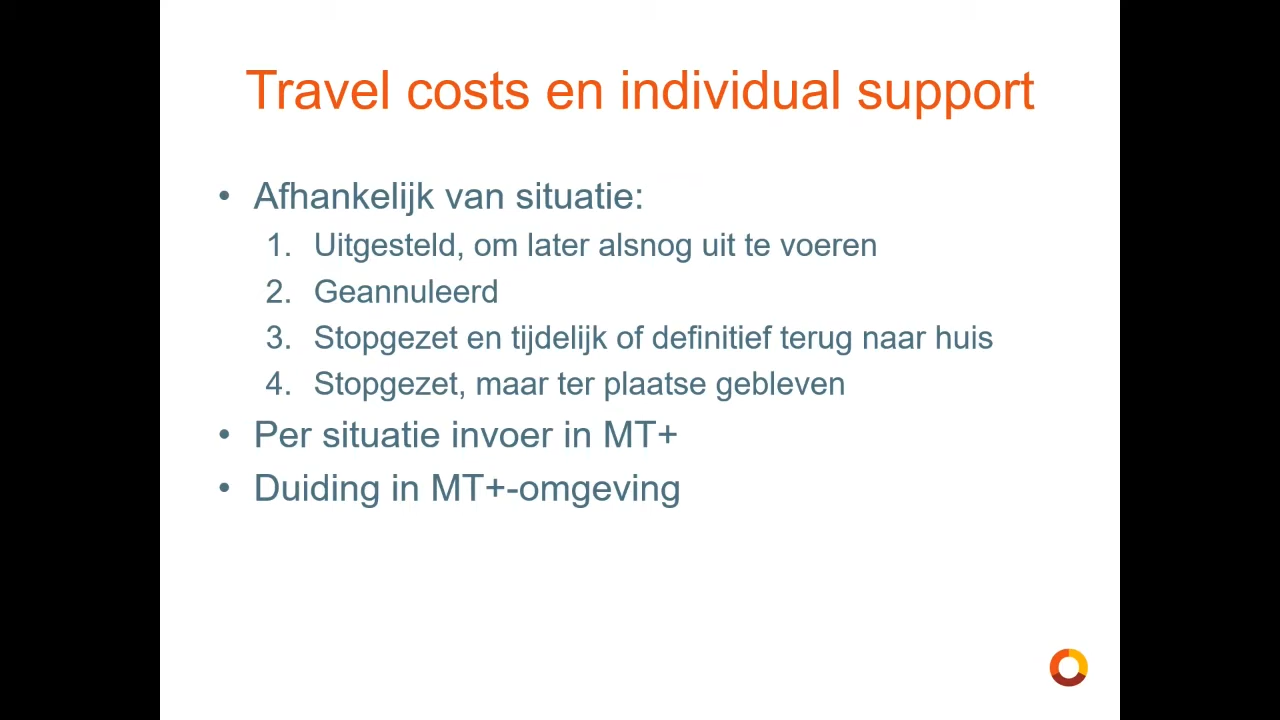 Travel costs en individual support
• Afhankelijk van situatie:
1. Uitgesteld, om later alsnog uit te voeren
2. Geannuleerd
3. Stopgezet en tijdelijk of definitief terug naar huis
4. Stopgezet, maar ter plaatse gebleven
• Per situatie invoer in MT+
• Duiding in MT+-omgeving